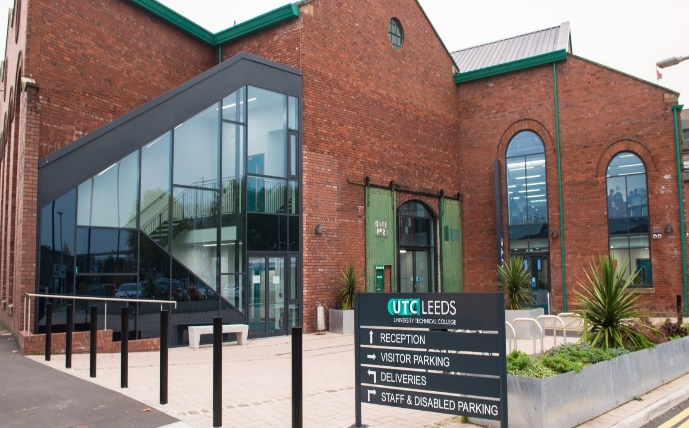 UTC LEEDS
UNIVERSITY TECHNICAL COLLEGE
RECEPTION
VISITOR PARKING
DELIVERIES
STAFF & DISABLED PARKING